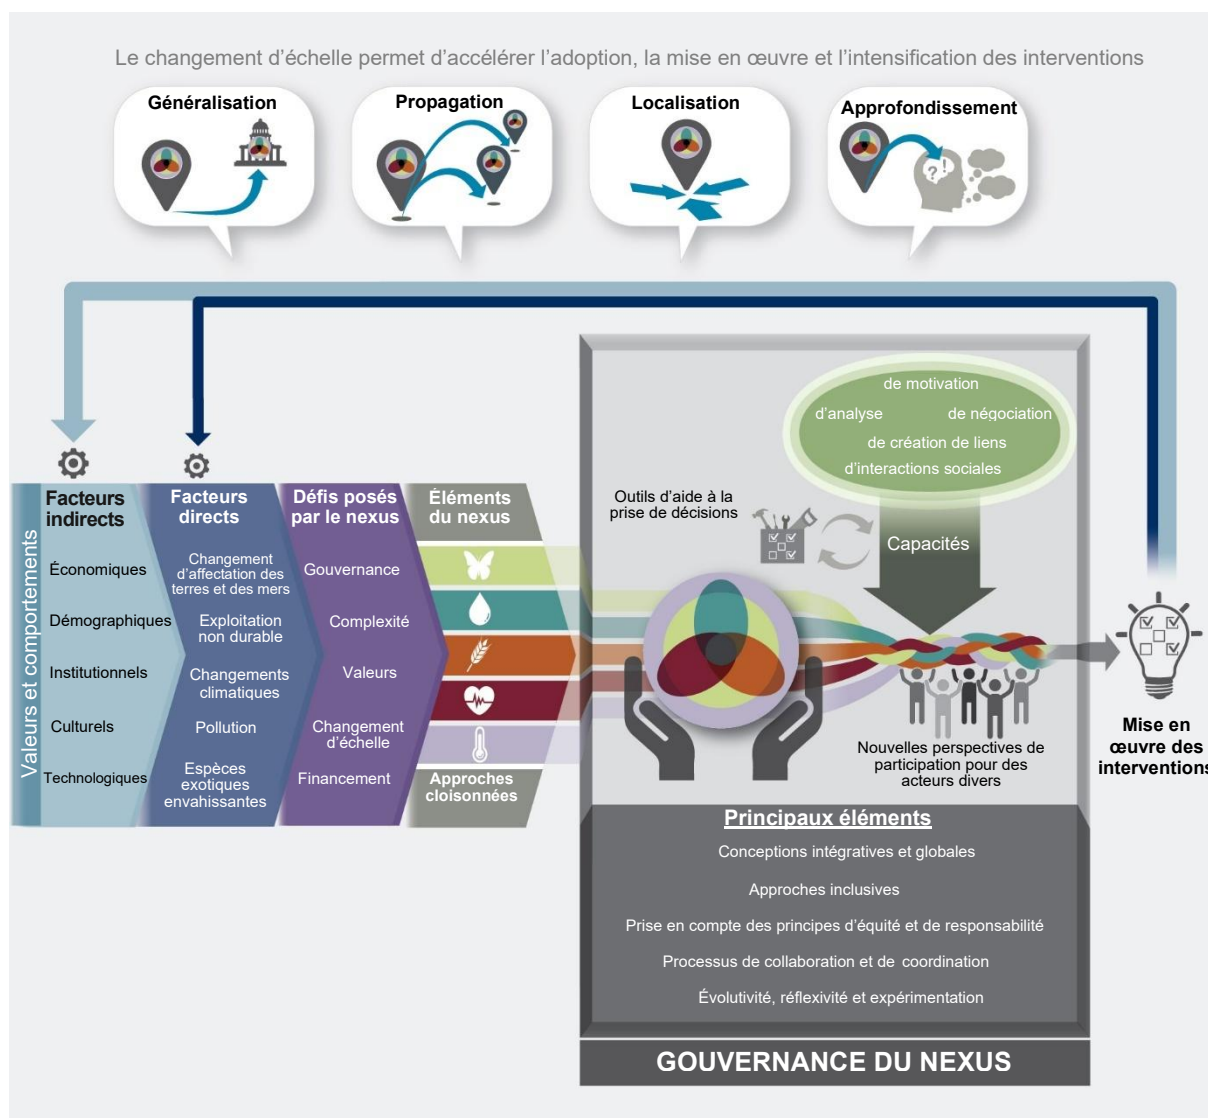 Le changement d’échelle permet d’accélérer l’adoption, la mise en œuvre et l’intensification des interventions
Généralisation
Propagation
Localisation
Approfondissement
? !
Valeurs et comportements
Facteurs
indirects
Économiques
Démographiques
Institutionnels
Culturels
Technologiques
Facteurs
directs
Changement
d’affectation des
terres et des mers
Exploitation
non durable
Changements
climatiques
Pollution
Espèces
exotiques
envahissantes
Défis posés
par le nexus
Gouvernance
Complexité
Valeurs
Changement
d’échelle
Financement
Éléments
du nexus
Approches
cloisonnées
Outils d’aide à la
prise de décisions
de motivation
d’analyse
de négociation
de création de liens
d’interactions sociales
Capacités
Nouvelles perspectives de
participation pour des
acteurs divers
Mise en
œuvre des
interventions
Principaux éléments
Conceptions intégratives et globales
Approches inclusives
Prise en compte des principes d’équité et de responsabilité
Processus de collaboration et de coordination
Évolutivité, réflexivité et expérimentation
GOUVERNANCE DU NEXUS